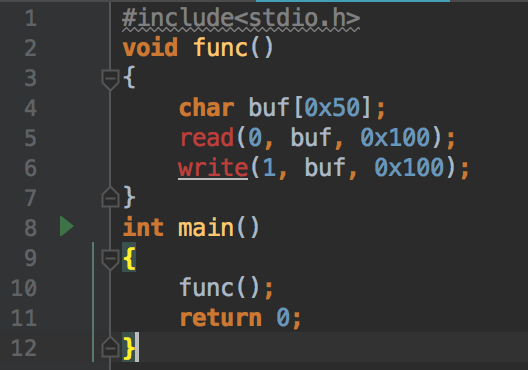 1 #include<stdio.h>
2 void func()
3 {
4 char buf[0x50];
5 read(0, buf, 0x100);
6 write(1, buf, 0x100);
7 }
8 int main()
9 {
10 func();
11 return 0;
12 }